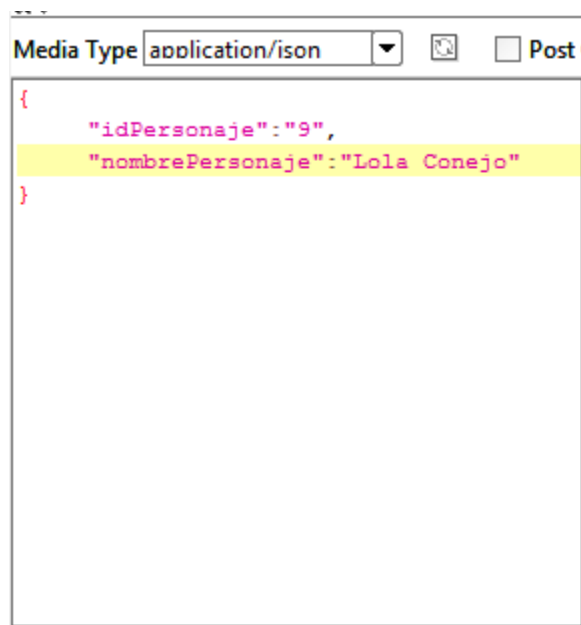 Media Type application/json Post
{
"idPersonaje":"9",
"nombrePersonaje":"Lola Conejo"
}